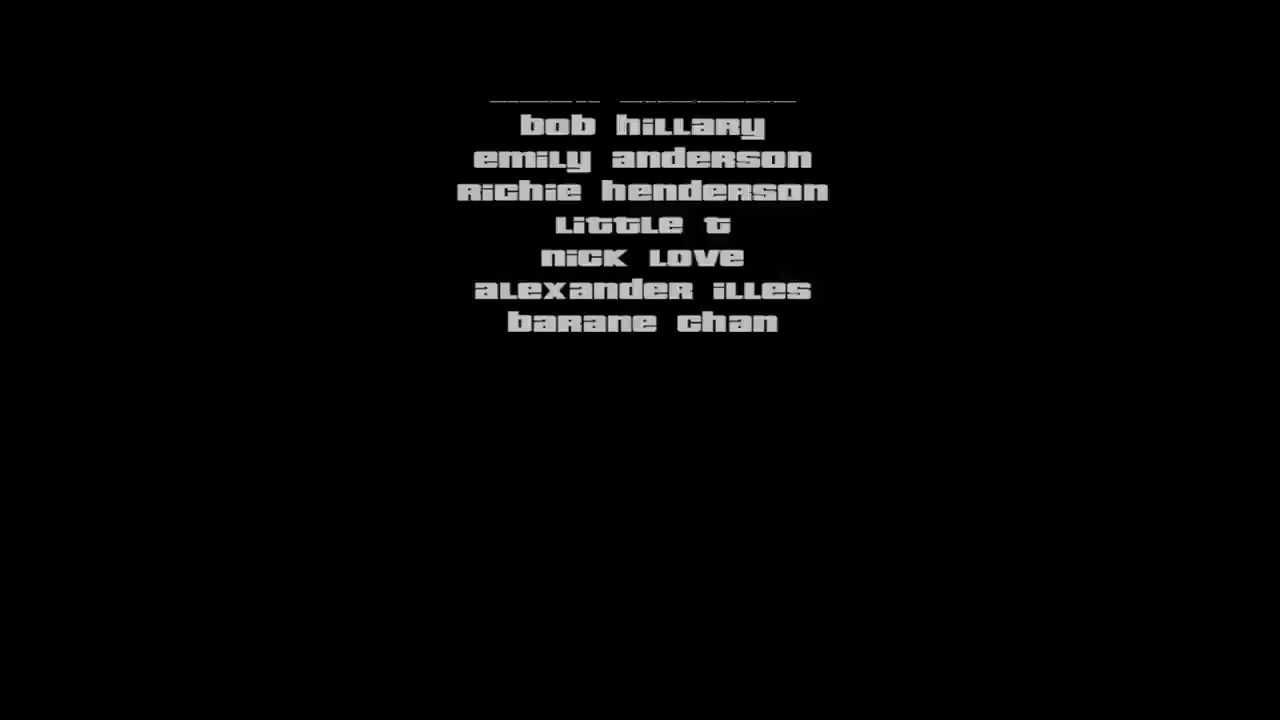 bob hillary
emily anderson
richie henderson
little t
nick love
alexander illes
barane chan